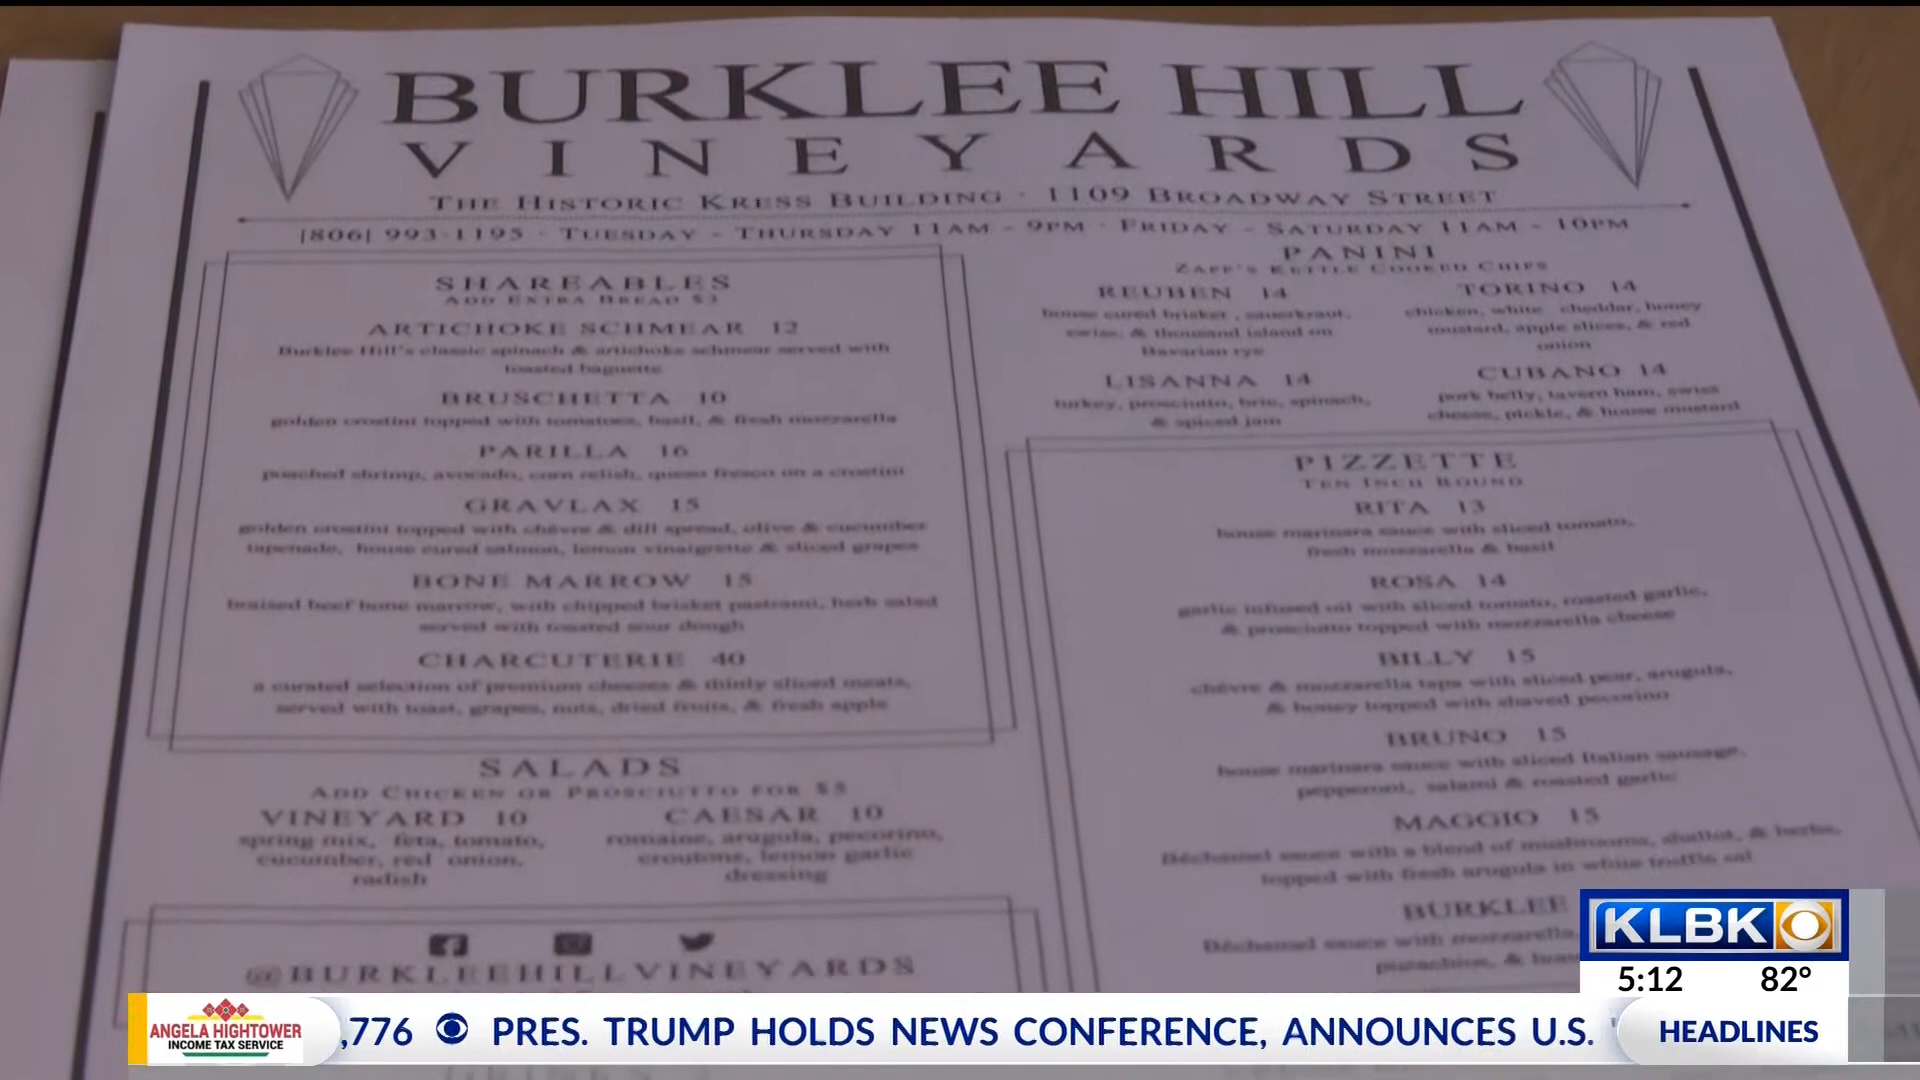 BURKLEE HILL
VINEYARDS
THE HISTORIC KRESS BUILDING · 1109 BROADWAY STREET
(806) 993-1195 · TUESDAY - THURSDAY 11AM - 9PM · FRIDAY - SATURDAY 11AM - 10PM
SHAREABLES
ADD EXTRA BREAD $3
ARTICHOKE SCHMEAR 12
Burklee Hill's classic spinach & artichoke schmear served with
toasted baguette
BRUSCHETTA 10
golden crostini topped with tomatoes, basil, & fresh mozzarella
PARILLA 16
poached shrimp, avocado, corn relish, queso fresco on a crostini
GRAVLAX 15
golden crostini topped with chèvre & dill spread, olive & cucumber
tapenade, house cured salmon, lemon vinaigrette & sliced grapes
BONE MARROW 15
braised beef bone marrow, with chipped brisket pastrami, herb salad
served with toasted sour dough
CHARCUTERIE 40
a curated selection of premium cheeses & thinly sliced meats,
served with toast, grapes, nuts, dried fruits, & fresh apple
SALADS
ADD CHICKEN OR PROSCIUTTO FOR $5
VINEYARD 10
spring mix, feta, tomato,
cucumber, red onion,
radish
CAESAR 10
romaine, arugula, pecorino,
croutons, lemon garlic
dressing
@BURKLEEHILLVINEYARDS
PANINI
ZAPP'S KETTLE COOKED CHIPS
REUBEN 14
house cured brisket, sauerkraut,
swiss, & thousand island on
Bavarian rye
TORINO 14
chicken, white cheddar, honey
mustard, apple slices, & red
onion
LISANNA 14
turkey, prosciutto, brie, spinach,
& spiced jam
CUBANO 14
pork belly, tavern ham, swiss
cheese, pickle, & house mustard
PIZZETTE
TEN INCH ROUND
RITA 13
house marinara sauce with sliced tomato,
fresh mozzarella & basil
ROSA 14
garlic infused oil with sliced tomato, roasted garlic,
& prosciutto topped with mozzarella cheese
BILLY 15
chèvre & mozzarella tapa with sliced pear, arugula,
& honey topped with shaved pecorino
BRUNO 15
house marinara sauce with sliced Italian sausage,
pepperoni, salami & roasted garlic
MAGGIO 15
Béchamel sauce with a blend of mushrooms, shallot, & herbs,
topped with fresh arugula in white truffle
BURKLEE
Béchamel sauce with mozzarella,
pistachios, &
KLBK
5:12 82°
ANGELA HIGHTOWER
INCOME TAX SERVICE
,776 PRES. TRUMP HOLDS NEWS CONFERENCE, ANNOUNCES U.S. HEADLINES